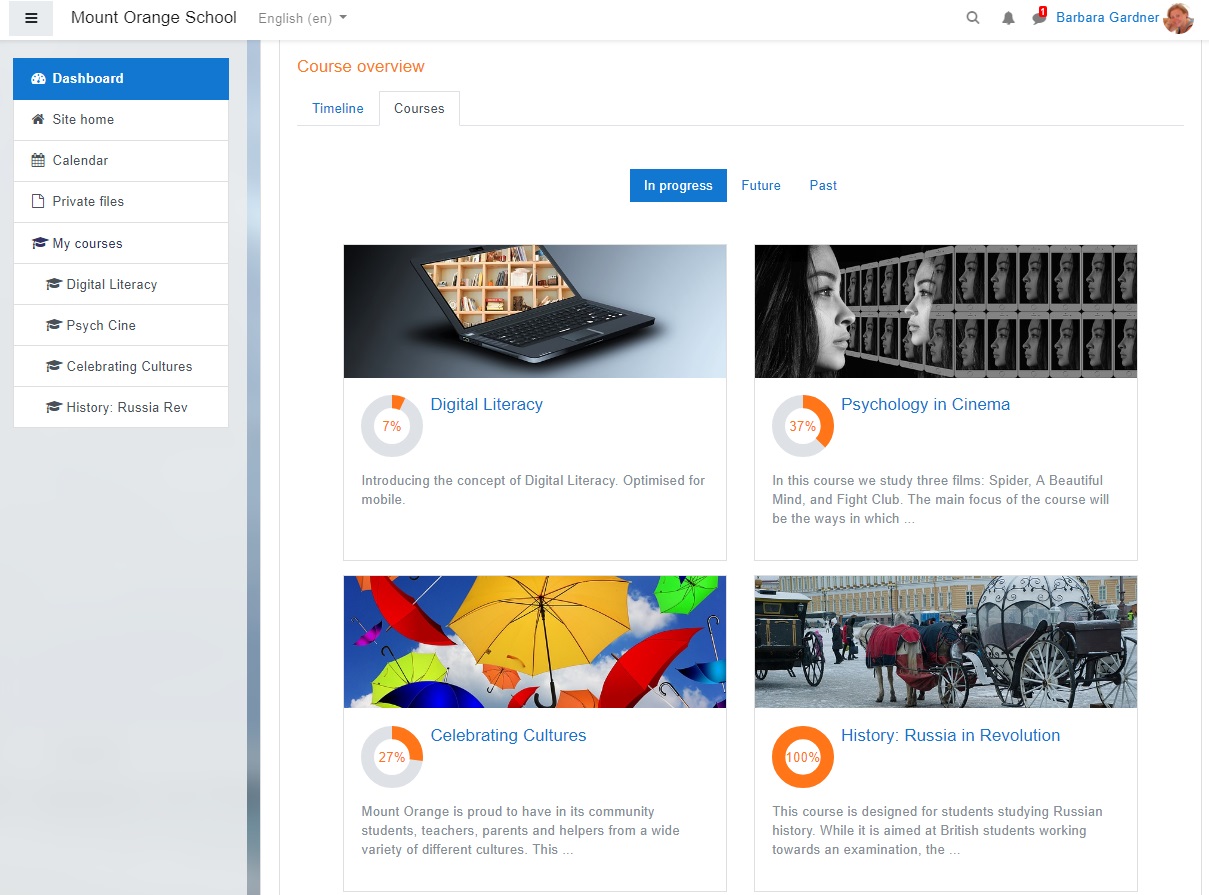 Mount Orange School
English (en)
1
Barbara Gardner
Dashboard
Site home
Calendar
Private files
My courses
Digital Literacy
Psych Cine
Celebrating Cultures
History: Russia Rev
Course overview
Timeline
Courses
In progress
Future
Past
7%
Digital Literacy
Introducing the concept of Digital Literacy. Optimised for
mobile.
37%
Psychology in Cinema
In this course we study three films: Spider, A Beautiful
Mind, and Fight Club. The main focus of the course will
be the ways in which ...
27%
Celebrating Cultures
Mount Orange is proud to have in its community
students, teachers, parents and helpers from a wide
variety of different cultures. This ...
100%
History: Russia in Revolution
This course is designed for students studying Russian
history. While it is aimed at British students working
towards an examination, the ...